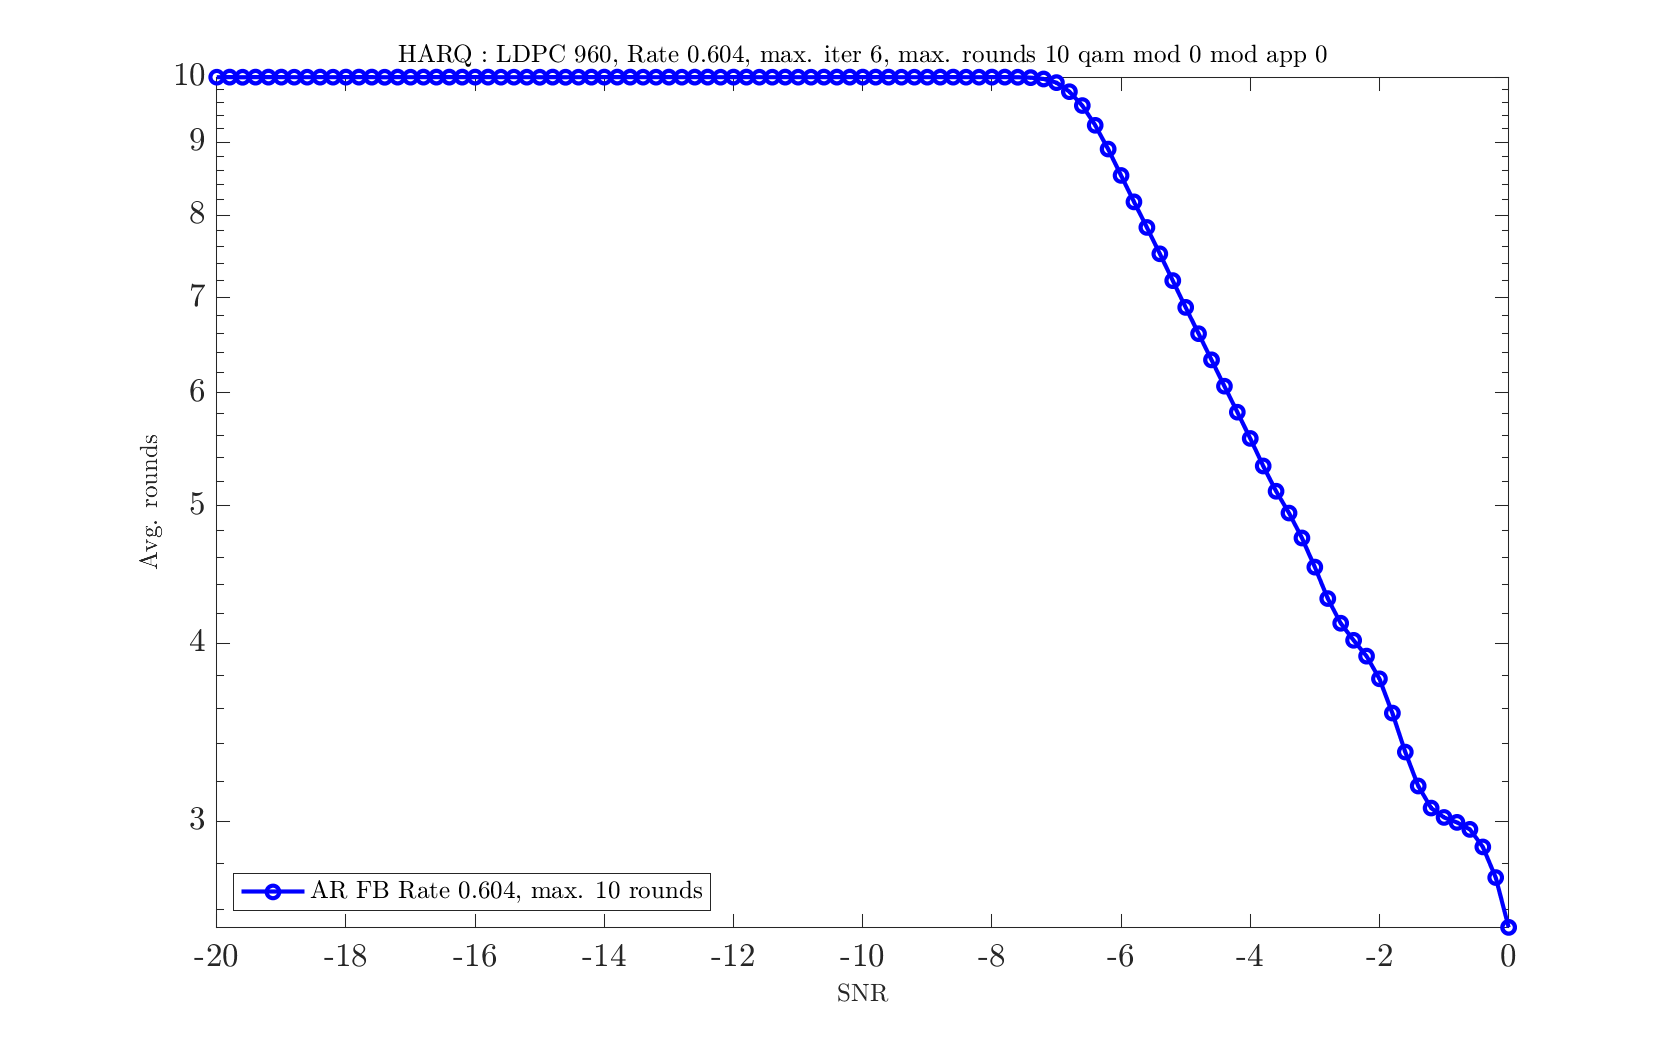 HARQ : LDPC 960, Rate 0.604, max. iter 6, max. rounds 10 qam mod 0 mod app 0
10
9
8
7
6
5
4
3
Avg. rounds
AR FB Rate 0.604, max. 10 rounds
-20 -18 -16 -14 -12 -10 -8 -6 -4 -2 0
SNR